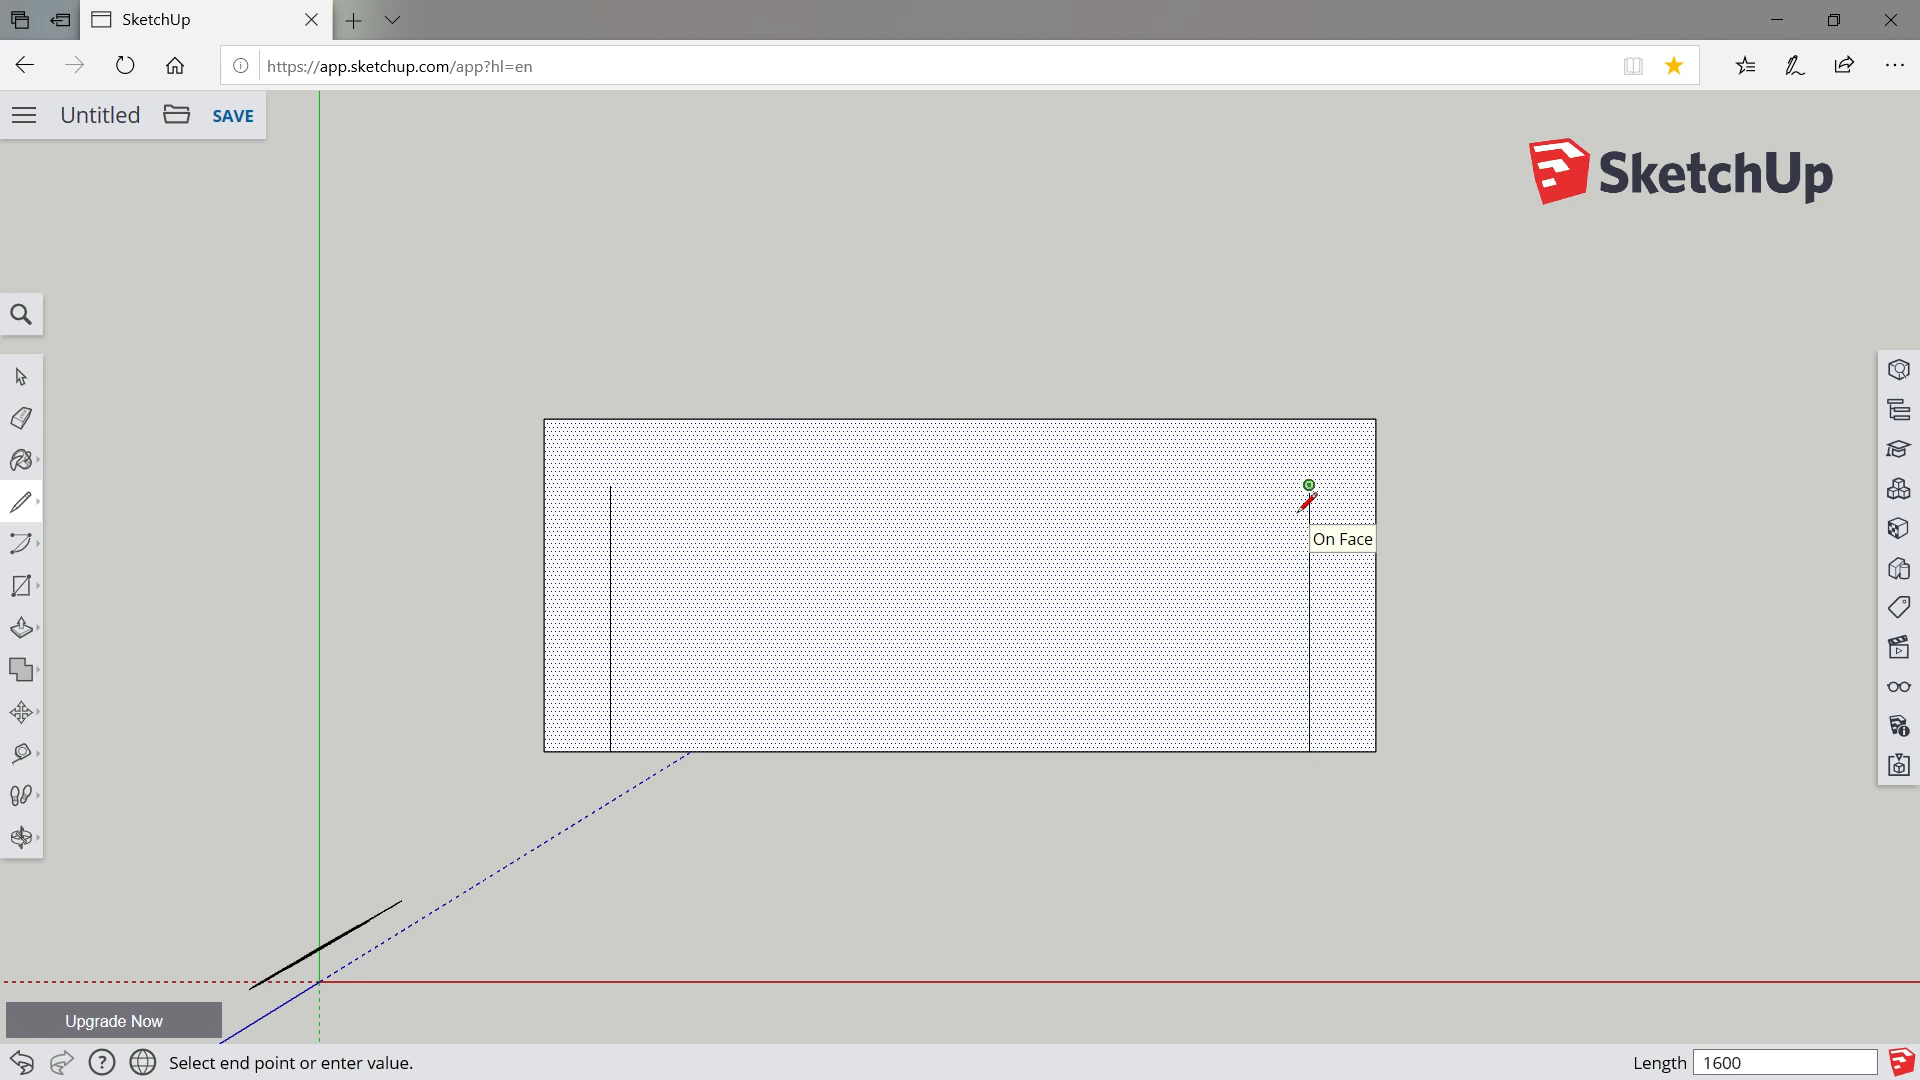 SketchUp
https://app.sketchup.com/app?hl=en
Untitled
SAVE
SketchUp
On Face
Upgrade Now
Select end point or enter value.
Length 1600